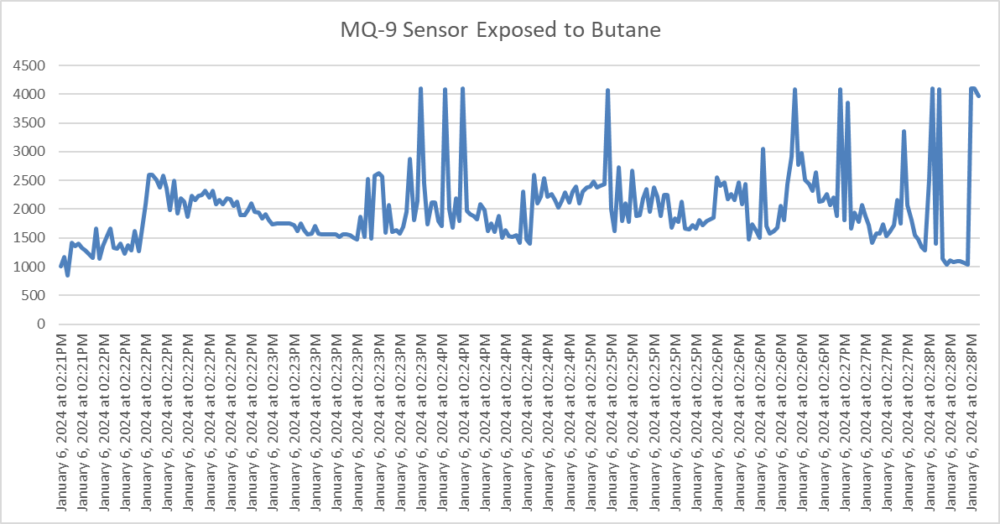 MQ-9 Sensor Exposed to Butane
4500
4000
3500
3000
2500
2000
1500
1000
500
0
January 6, 2024 at 02:21PM
January 6, 2024 at 02:21PM
January 6, 2024 at 02:22PM
January 6, 2024 at 02:22PM
January 6, 2024 at 02:22PM
January 6, 2024 at 02:22PM
January 6, 2024 at 02:22PM
January 6, 2024 at 02:22PM
January 6, 2024 at 02:22PM
January 6, 2024 at 02:22PM
January 6, 2024 at 02:23PM
January 6, 2024 at 02:23PM
January 6, 2024 at 02:23PM
January 6, 2024 at 02:23PM
January 6, 2024 at 02:23PM
January 6, 2024 at 02:23PM
January 6, 2024 at 02:23PM
January 6, 2024 at 02:23PM
January 6, 2024 at 02:24PM
January 6, 2024 at 02:24PM
January 6, 2024 at 02:24PM
January 6, 2024 at 02:24PM
January 6, 2024 at 02:24PM
January 6, 2024 at 02:24PM
January 6, 2024 at 02:24PM
January 6, 2024 at 02:25PM
January 6, 2024 at 02:25PM
January 6, 2024 at 02:25PM
January 6, 2024 at 02:25PM
January 6, 2024 at 02:25PM
January 6, 2024 at 02:25PM
January 6, 2024 at 02:26PM
January 6, 2024 at 02:26PM
January 6, 2024 at 02:26PM
January 6, 2024 at 02:26PM
January 6, 2024 at 02:26PM
January 6, 2024 at 02:26PM
January 6, 2024 at 02:27PM
January 6, 2024 at 02:27PM
January 6, 2024 at 02:27PM
January 6, 2024 at 02:27PM
January 6, 2024 at 02:28PM
January 6, 2024 at 02:28PM
January 6, 2024 at 02:28PM